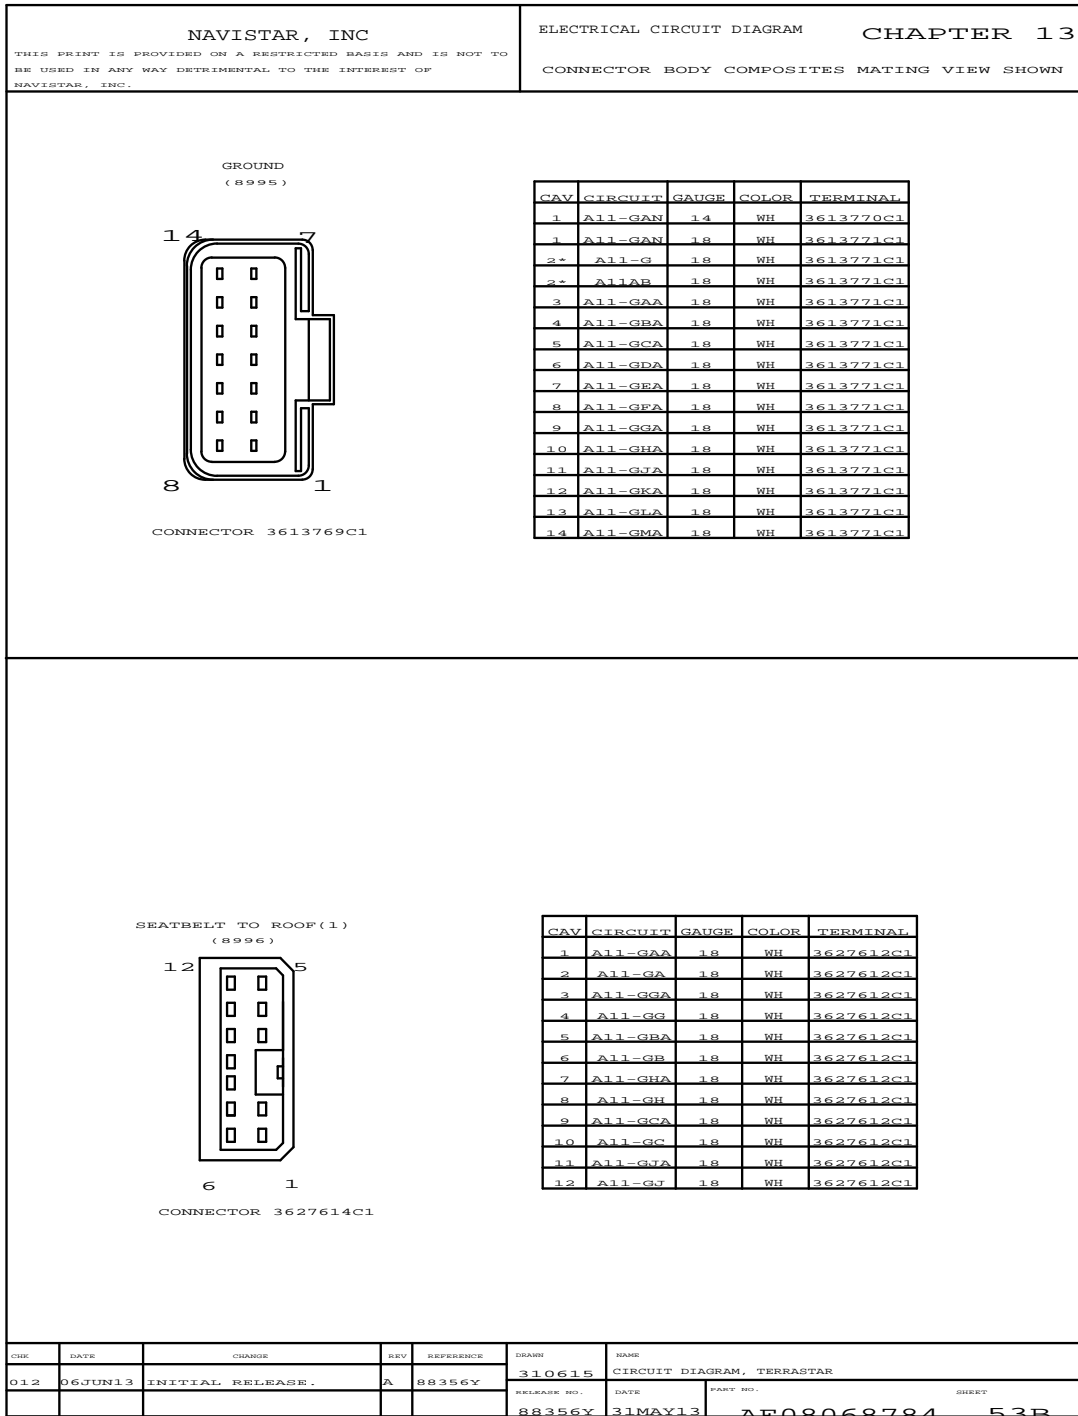 NAVISTAR, INC
THIS PRINT IS PROVIDED ON A RESTRICTED BASIS AND IS NOT TO
BE USED IN ANY WAY DETRIMENTAL TO THE INTEREST OF
NAVISTAR, INC.
ELECTRICAL CIRCUIT DIAGRAM CHAPTER 13
CONNECTOR BODY COMPOSITES MATING VIEW SHOWN
GROUND
(8995)
14 7
8 1
CONNECTOR 3613769C1
CAV CIRCUIT GAUGE COLOR TERMINAL
1 A11-GAN 14 WH 3613770C1
1 A11-GAN 18 WH 3613771C1
2* A11-G 18 WH 3613771C1
2* A11AB 18 WH 3613771C1
3 A11-GAA 18 WH 3613771C1
4 A11-GBA 18 WH 3613771C1
5 A11-GCA 18 WH 3613771C1
6 A11-GDA 18 WH 3613771C1
7 A11-GEA 18 WH 3613771C1
8 A11-GFA 18 WH 3613771C1
9 A11-GGA 18 WH 3613771C1
10 A11-GHA 18 WH 3613771C1
11 A11-GJA 18 WH 3613771C1
12 A11-GKA 18 WH 3613771C1
13 A11-GLA 18 WH 3613771C1
14 A11-GMA 18 WH 3613771C1
SEATBELT TO ROOF(1)
(8996)
12 5
6 1
CONNECTOR 3627614C1
CAV CIRCUIT GAUGE COLOR TERMINAL
1 A11-GAA 18 WH 3627612C1
2 A11-GA 18 WH 3627612C1
3 A11-GGA 18 WH 3627612C1
4 A11-GG 18 WH 3627612C1
5 A11-GBA 18 WH 3627612C1
6 A11-GB 18 WH 3627612C1
7 A11-GHA 18 WH 3627612C1
8 A11-GH 18 WH 3627612C1
9 A11-GCA 18 WH 3627612C1
10 A11-GC 18 WH 3627612C1
11 A11-GJA 18 WH 3627612C1
12 A11-GJ 18 WH 3627612C1
CHK DATE CHANGE REV REFERENCE
012 06JUN13 INITIAL RELEASE. A 88356Y
DRAWN NAME
310615 CIRCUIT DIAGRAM, TERRASTAR
RELEASE NO. DATE PART NO. SHEET
88356Y 31MAY13 AE08068784 53B